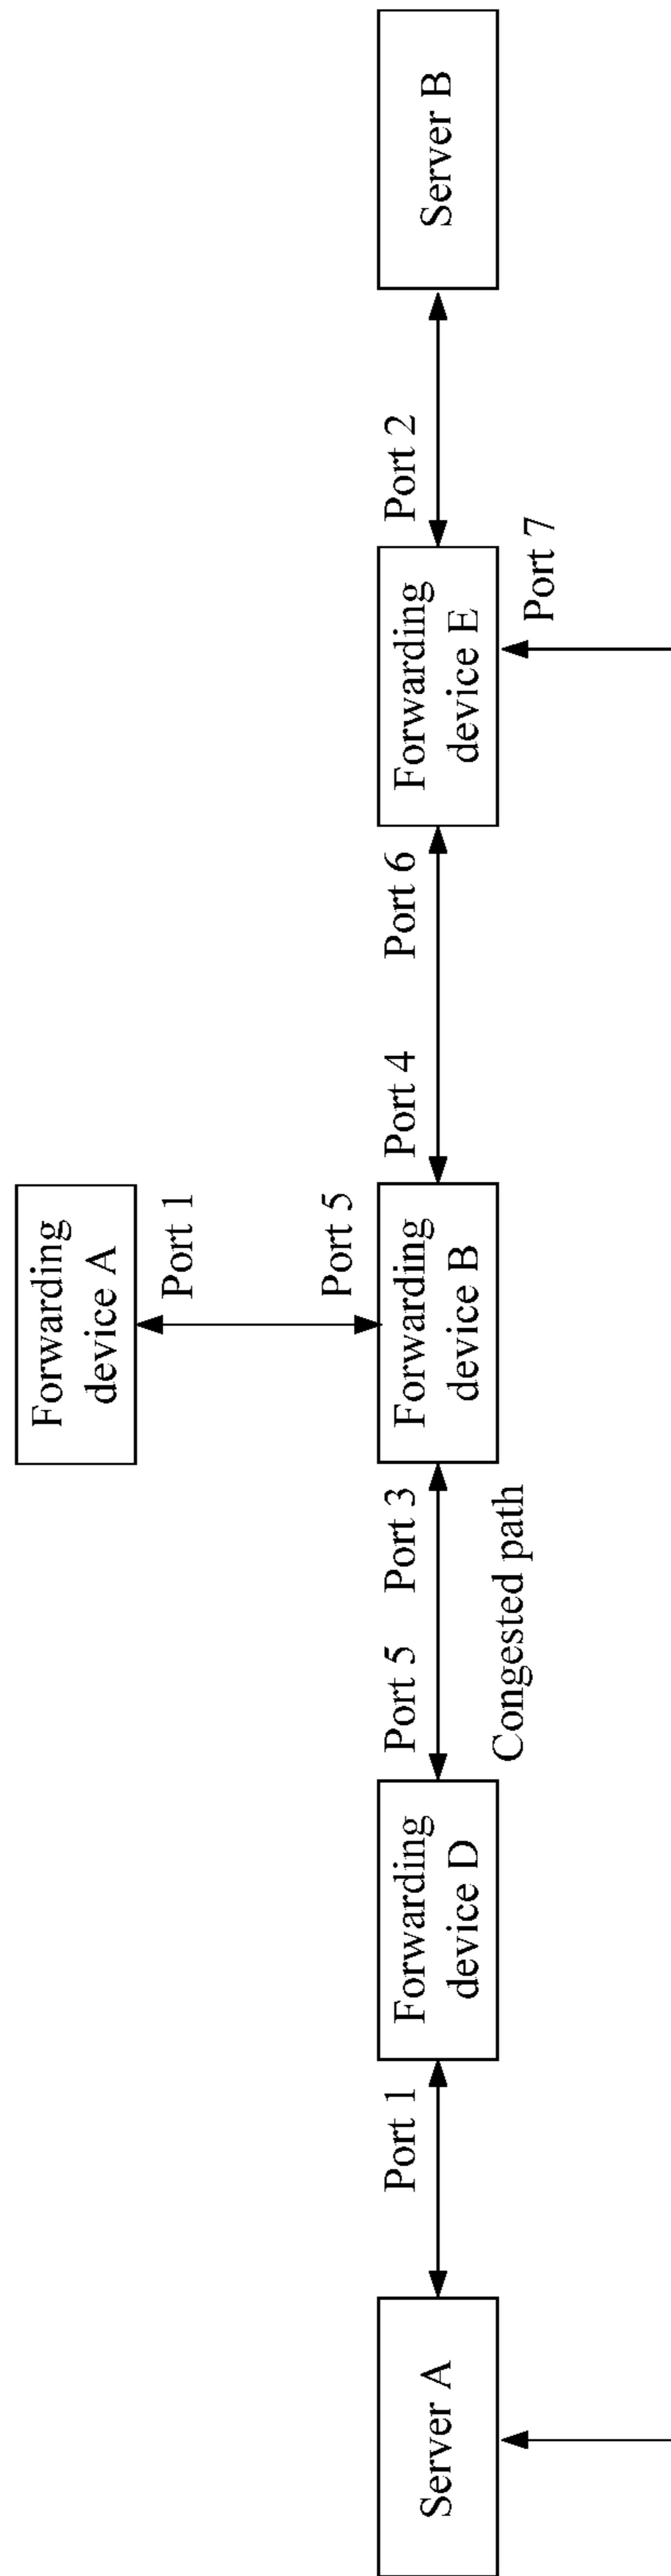 Forwarding
device A
Port 1
Port 5
Server A
Port 1
Forwarding
device D
Port 5
Port 3
Congested path
Forwarding
device B
Port 4
Port 6
Forwarding
device E
Port 7
Port 2
Server B